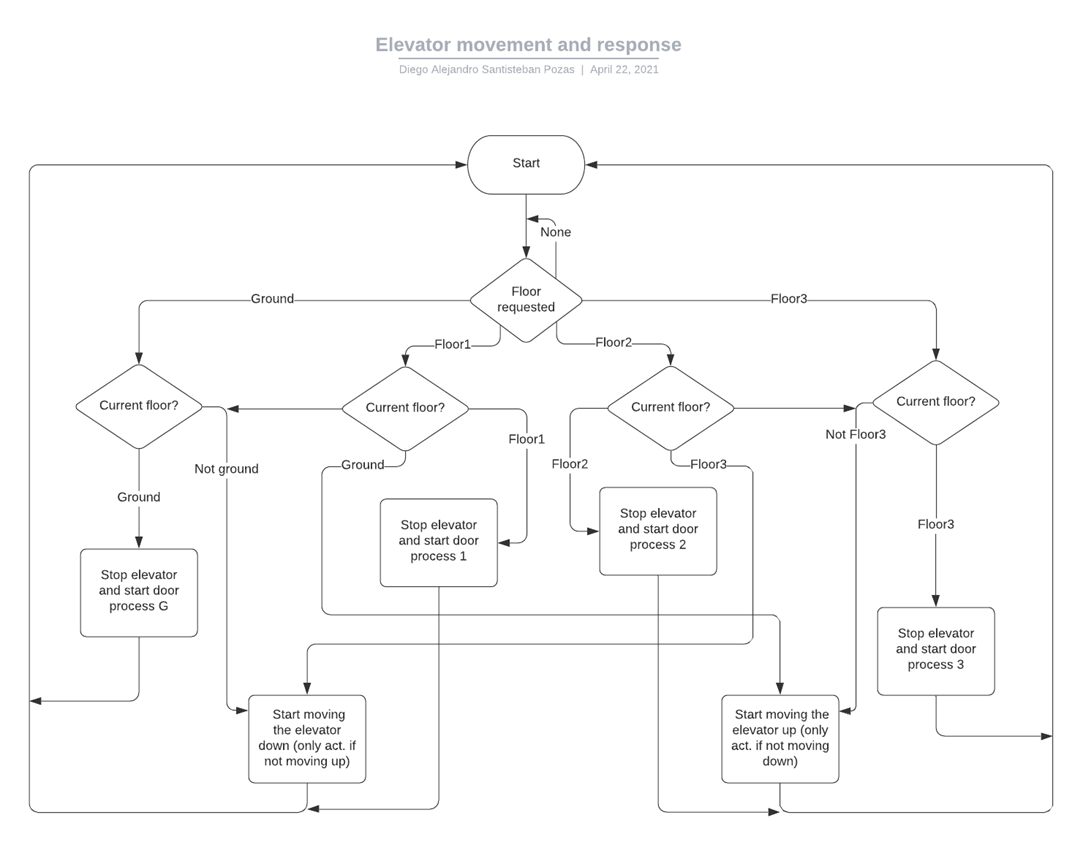 Elevator movement and response
Diego Alejandro Santisteban Pozas | April 22, 2021
Start
None
Floor
requested
Ground
Floor3
Floor1
Floor2
Current floor?
Current floor?
Current floor?
Current floor?
Not Floor3
Floor1
Ground
Floor2
Floor3
Not ground
Ground
Floor3
Stop elevator
and start door
process 1
Stop elevator
and start door
process 2
Stop elevator
and start door
process G
Stop elevator
and start door
process 3
Start moving
the elevator
down (only act. if
not moving up)
Start moving the
elevator up (only
act. if not moving
down)